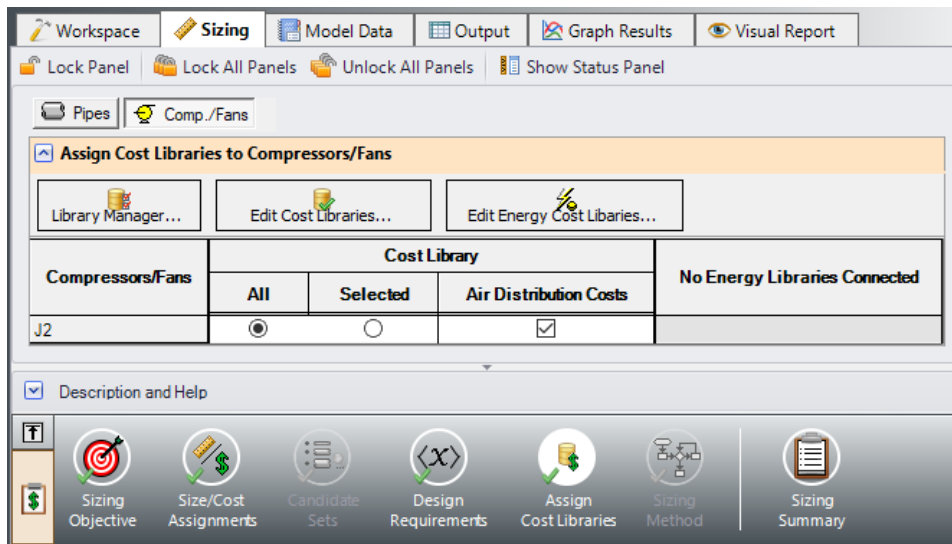 Workspace Sizing Model Data Output Graph Results Visual Report
Lock Panel Lock All Panels Unlock All Panels Show Status Panel
Pipes Comp./Fans
Assign Cost Libraries to Compressors/Fans
Library Manager... Edit Cost Libraries... Edit Energy Cost Libaries...
Compressors/Fans Cost Library No Energy Libraries Connected
All Selected Air Distribution Costs
J2
Description and Help
Sizing Objective
Size/Cost Assignments
Candidate Sets
Design Requirements
Assign Cost Libraries
Sizing Method
Sizing Summary